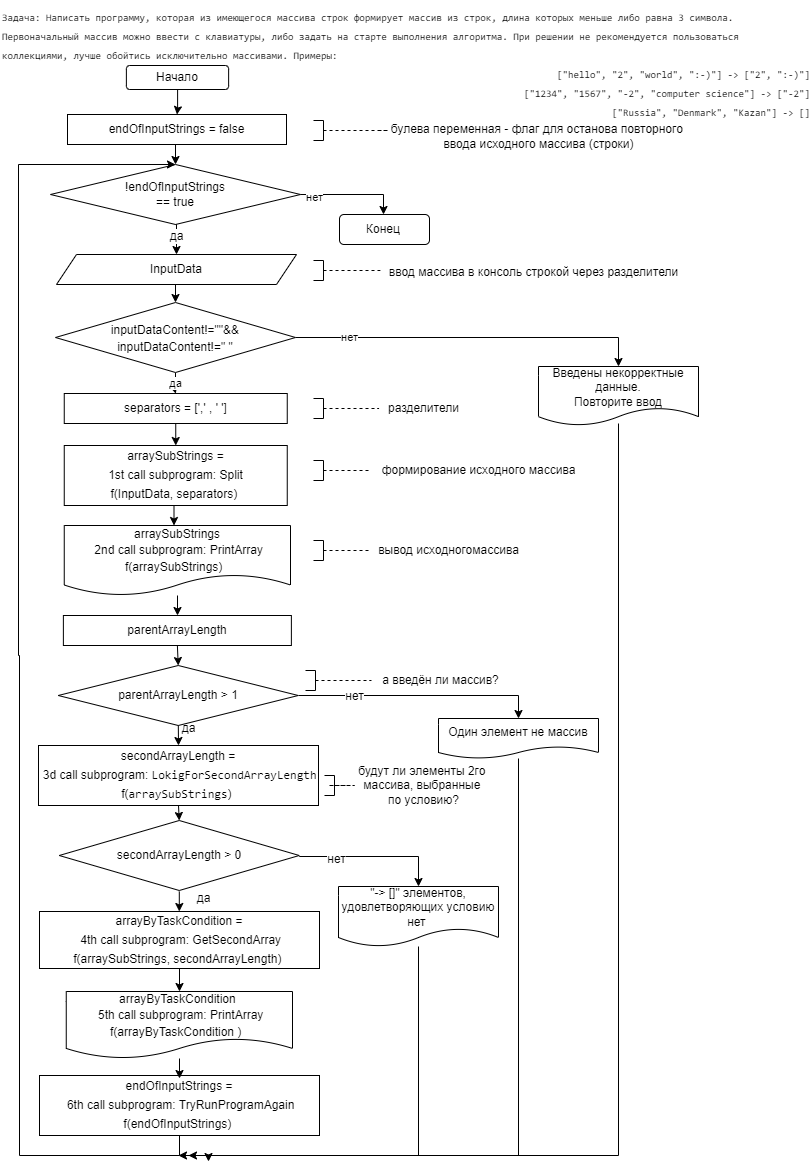 Задача: Написать программу, которая из имеющегося массива строк формирует массив из строк, длина которых меньше либо равна 3 символа.
Первоначальный массив можно ввести с клавиатуры, либо задать на старте выполнения алгоритма. При решении не рекомендуется пользоваться
коллекциями, лучше обойтись исключительно массивами. Примеры:
["hello", "2", "world", ":-)"] -> ["2", ":-)"]
["1234", "1567", "-2", "computer science"] -> ["-2"]
["Russia", "Denmark", "Kazan"] -> []
Начало
endOfInputStrings = false
булева переменная - флаг для останова повторного
ввода исходного массива (строки)
!endOfInputStrings
== true
нет
Конец
да
InputData
ввод массива в консоль строкой через разделители
inputDataContent!=""&&
inputDataContent!=" "
нет
Введены некорректные
данные.
Повторите ввод
да
separators = [',' , ' ']
разделители
arraySubStrings =
1st call subprogram: Split
f(InputData, separators)
формирование исходного массива
arraySubStrings
2nd call subprogram: PrintArray
f(arraySubStrings)
вывод исходногомассива
parentArrayLength
а введён ли массив?
parentArrayLength > 1
нет
Один элемент не массив
да
secondArrayLength =
3d call subprogram: LokigForSecondArrayLength
f(arraySubStrings)
будут ли элементы 2го
массива, выбранные
по условию?
secondArrayLength > 0
нет
"-> []" элементов,
удовлетворяющих условию
нет
да
arrayByTaskCondition =
4th call subprogram: GetSecondArray
f(arraySubStrings, secondArrayLength)
arrayByTaskCondition
5th call subprogram: PrintArray
f(arrayByTaskCondition )
endOfInputStrings =
6th call subprogram: TryRunProgramAgain
f(endOfInputStrings)